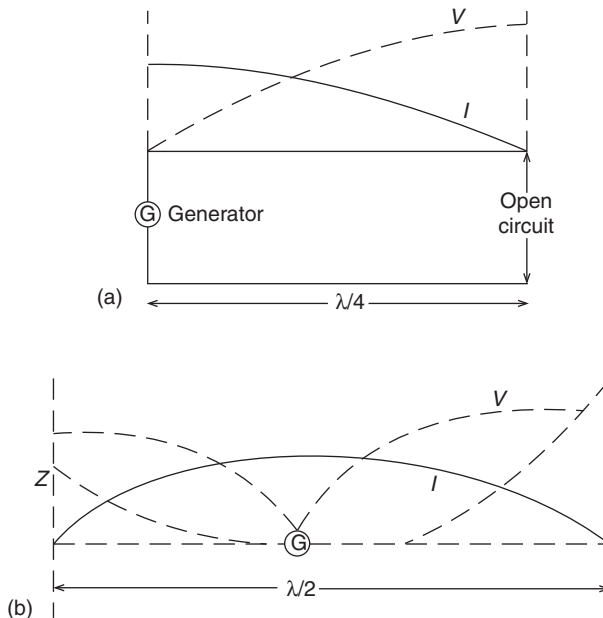 V
I
G Generator
Open
circuit
(a)
λ/4
V
Z
I
G
λ/2
(b)